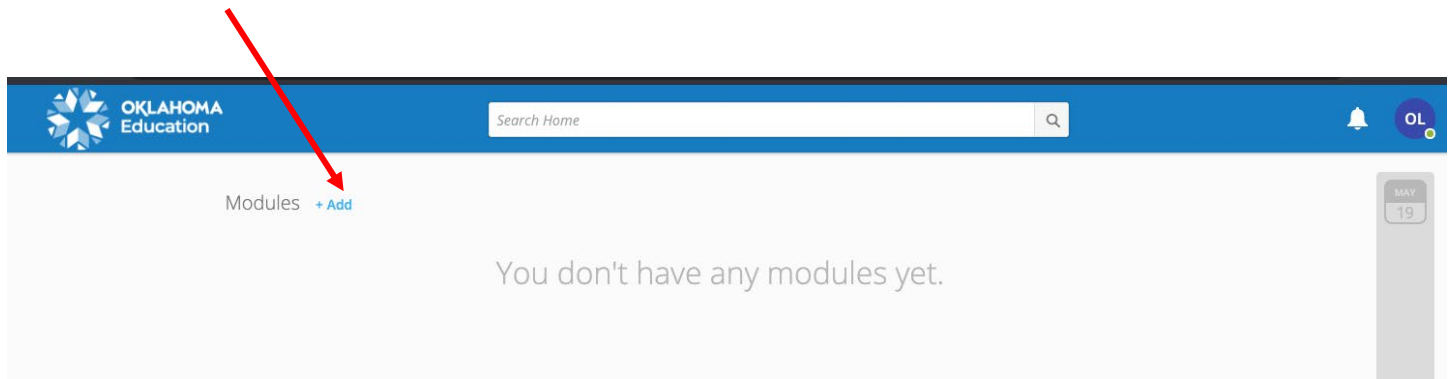 OKLAHOMA
Education
Search Home
OL
Modules + Add
MAY
19
You don't have any modules yet.